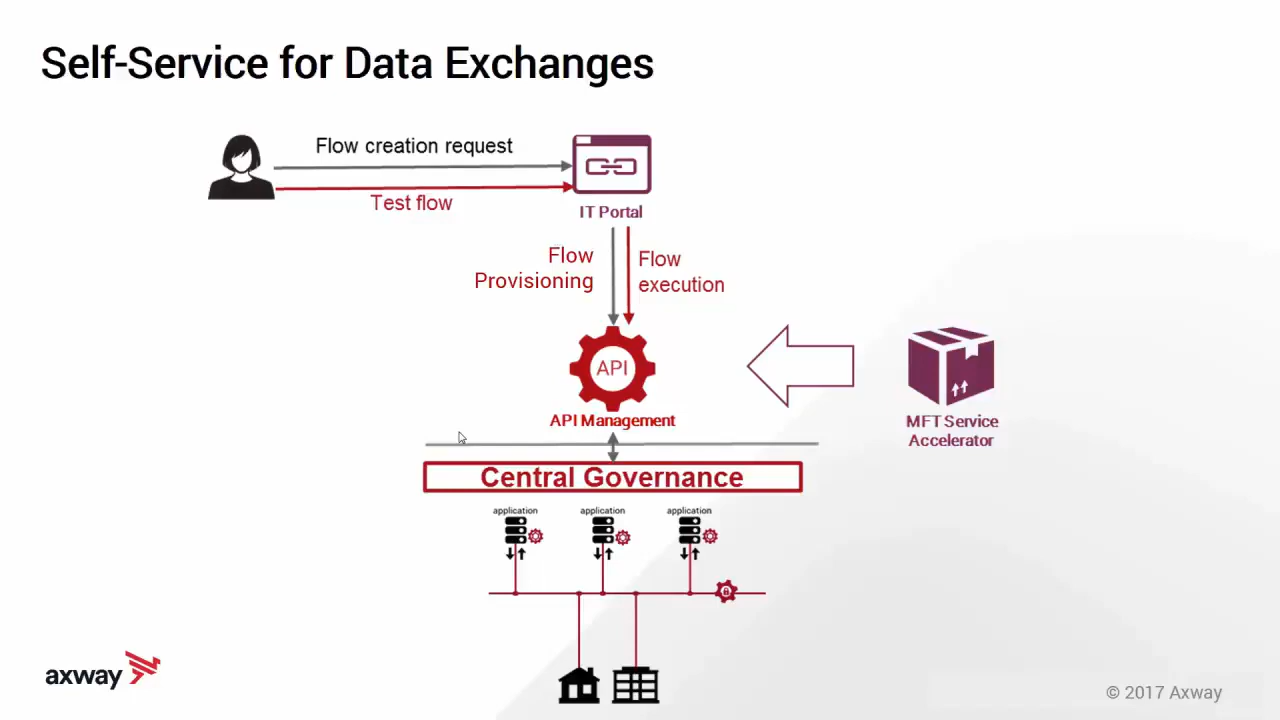 Self-Service for Data Exchanges
Flow creation request
Test flow
IT Portal
Flow
Provisioning
Flow
execution
API
API Management
MFT Service
Accelerator
Central Governance
application
application
application
axway
© 2017 Axway